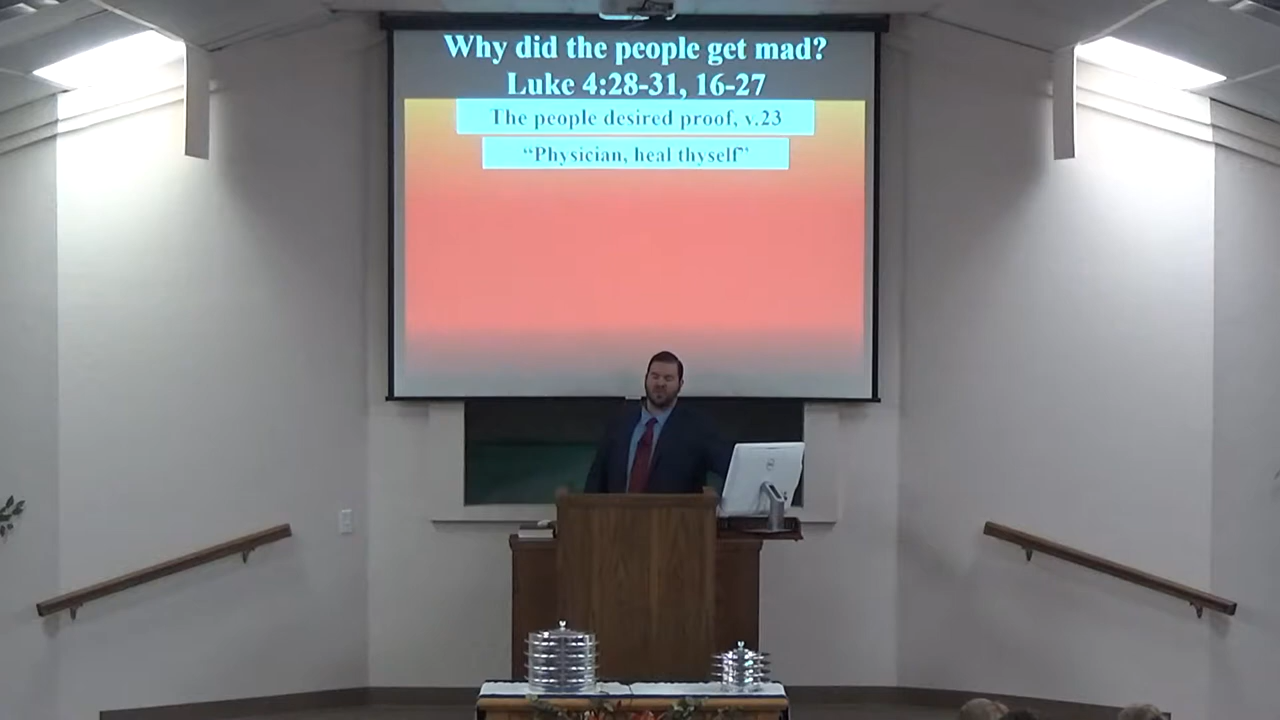 Why did the people get mad?
Luke 4:28-31, 16-27
The people desired proof, v.23
“Physician, heal thyself”